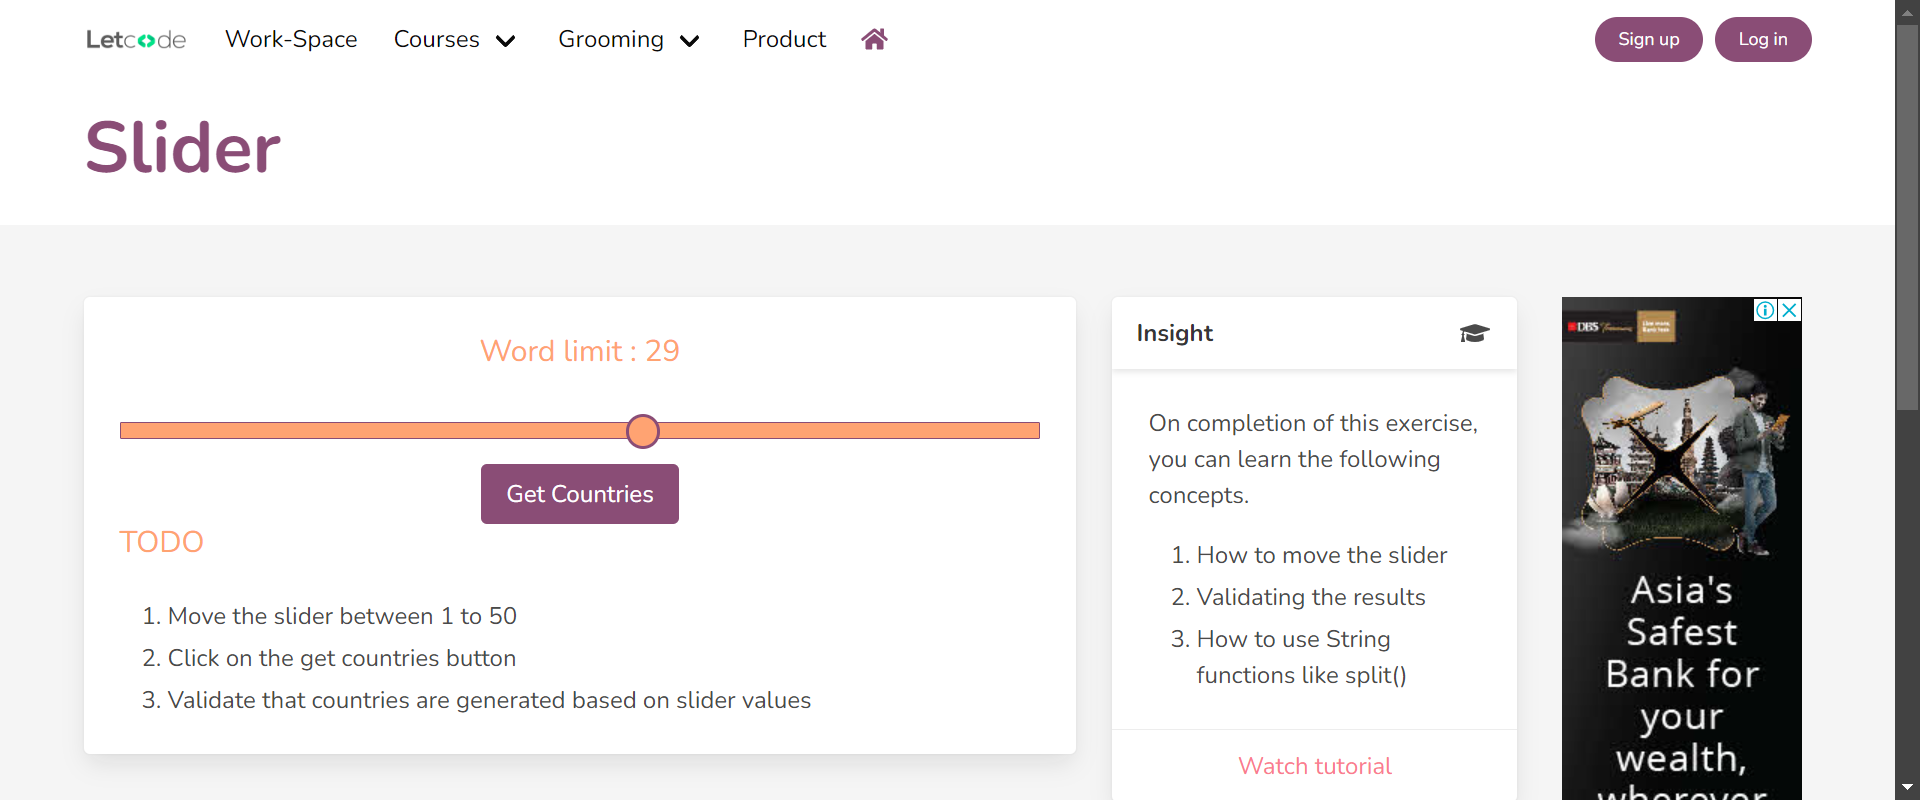 Letcode
Work-Space
Courses
Grooming
Product
Sign up
Log in
Slider
Word limit : 29
Get Countries
TODO
1. Move the slider between 1 to 50
2. Click on the get countries button
3. Validate that countries are generated based on slider values
Insight
On completion of this exercise,
you can learn the following
concepts.
1. How to move the slider
2. Validating the results
3. How to use String
functions like split()
Watch tutorial
DBS
Asia's
Safest
Bank for
your
wealth,
wherever